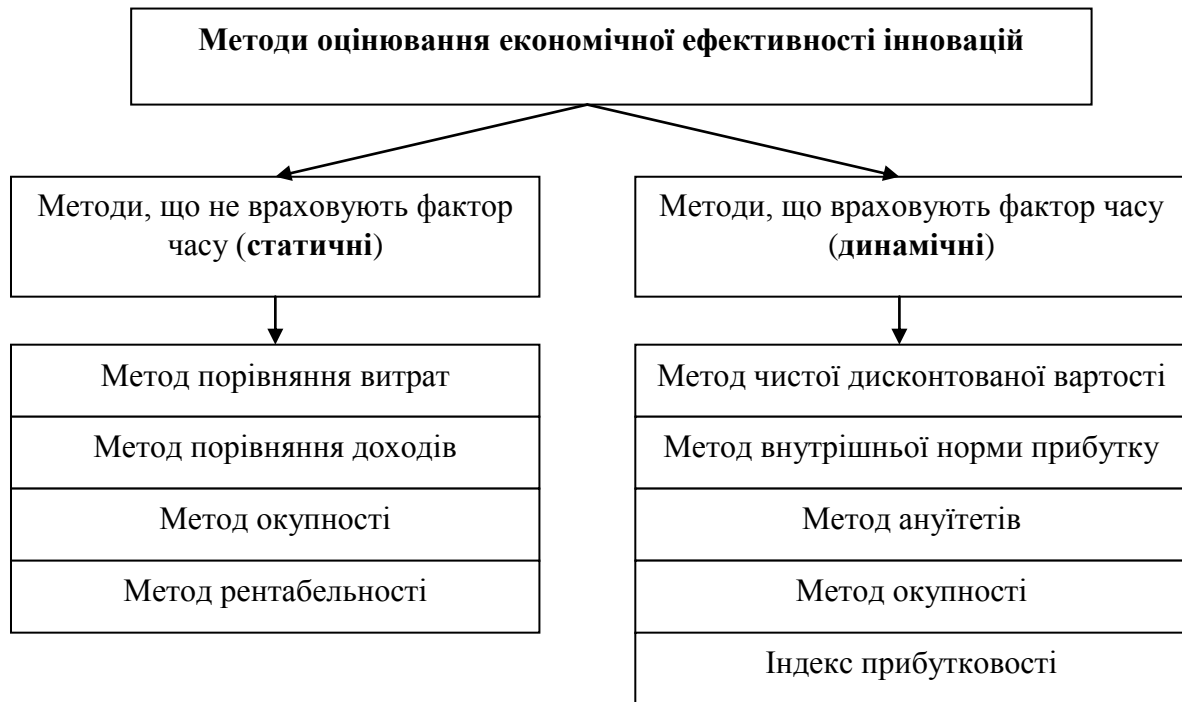 Методи оцінювання економічної ефективності інновацій
Методи, що не враховують фактор
часу (статичні)
Методи, що враховують фактор часу
(динамічні)
Метод порівняння витрат
Метод порівняння доходів
Метод окупності
Метод рентабельності
Метод чистої дисконтованої вартості
Метод внутрішньої норми прибутку
Метод ануїтетів
Метод окупності
Індекс прибутковості